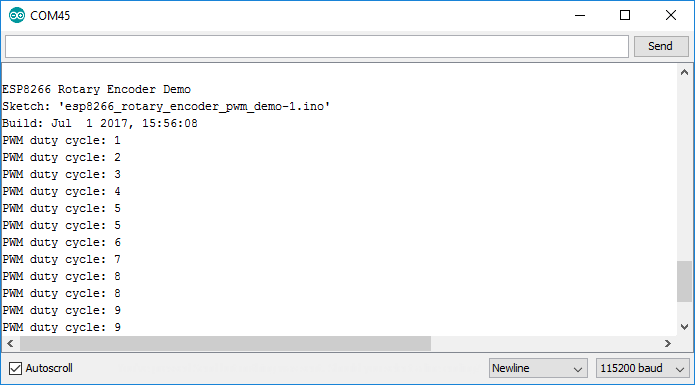 COM45
Send
ESP8266 Rotary Encoder Demo
Sketch: 'esp8266_rotary_encoder_pwm_demo-1.ino'
Build: Jul  1 2017, 15:56:08
PWM duty cycle: 1
PWM duty cycle: 2
PWM duty cycle: 3
PWM duty cycle: 4
PWM duty cycle: 5
PWM duty cycle: 5
PWM duty cycle: 6
PWM duty cycle: 7
PWM duty cycle: 8
PWM duty cycle: 8
PWM duty cycle: 9
PWM duty cycle: 9
Autoscroll Newline 115200 baud